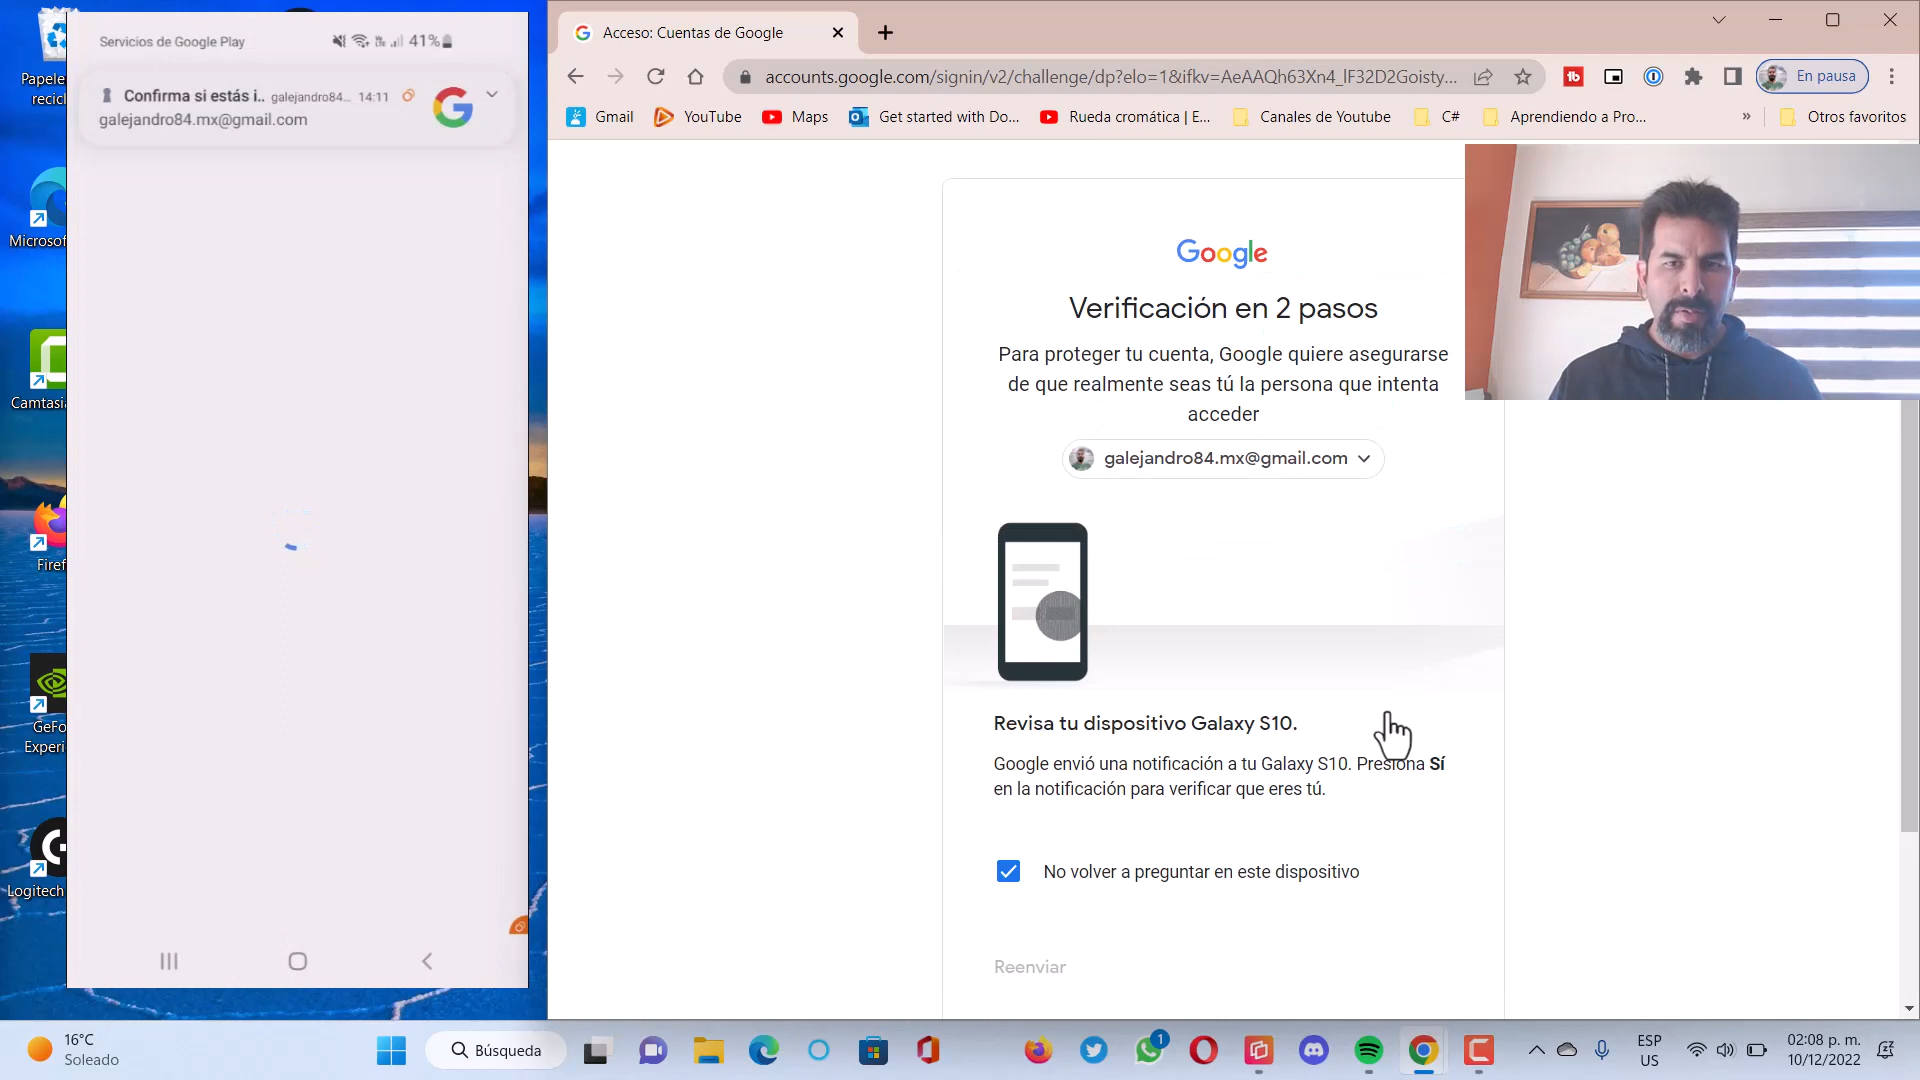 Papele
recicl
Microsof
Camtasia
Firef
GeFo
Experi
Logitech
Servicios de Google Play
41%
Confirma si estás i.. galejandro84... 14:11
galejandro84.mx@gmail.com
Acceso: Cuentas de Google
accounts.google.com/signin/v2/challenge/dp?elo=1&ifkv=AeAAQh63Xn4_lF32D2Goisty...
En pausa
Gmail
YouTube
Maps
Get started with Do...
Rueda cromática | E...
Canales de Youtube
C#
Aprendiendo a Pro...
»
Otros favoritos
Google
Verificación en 2 pasos
Para proteger tu cuenta, Google quiere asegurarse
de que realmente seas tú la persona que intenta
acceder
galejandro84.mx@gmail.com
Revisa tu dispositivo Galaxy S10.
Google envió una notificación a tu Galaxy S10. Presiona Sí
en la notificación para verificar que eres tú.
No volver a preguntar en este dispositivo
Reenviar
16°C
Soleado
Búsqueda
1
ESP
US
02:08 p. m.
10/12/2022